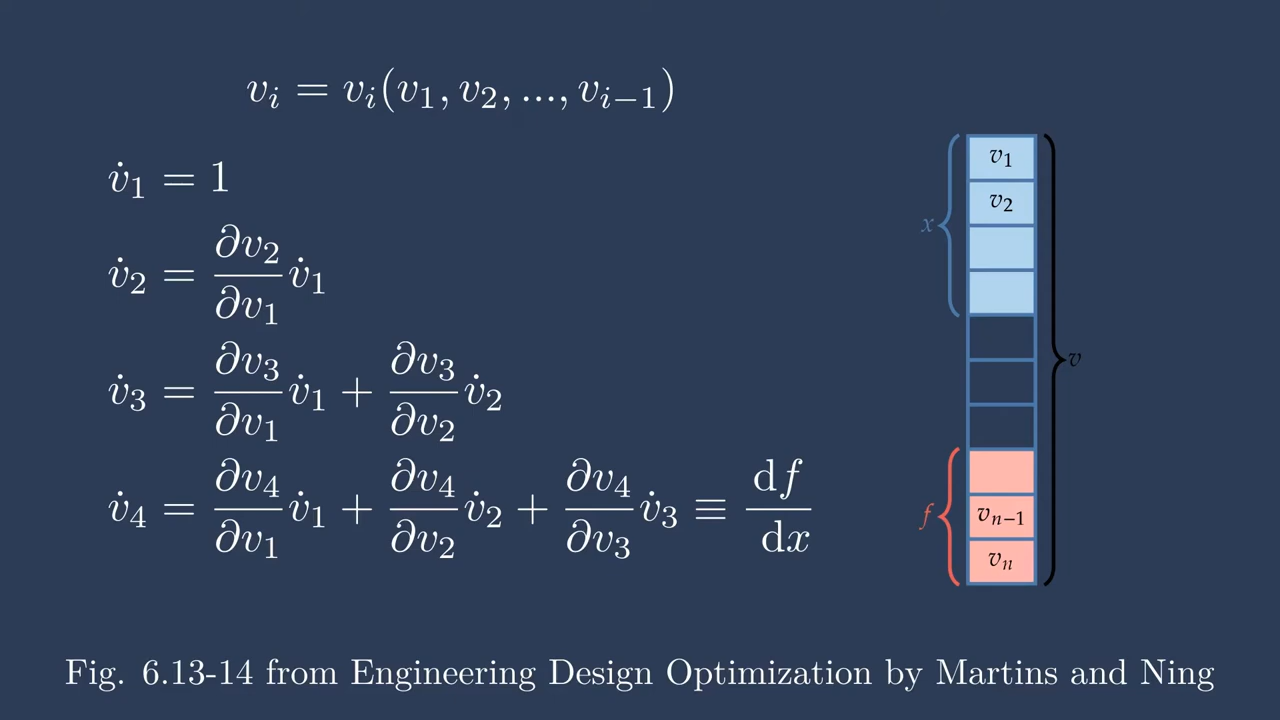 vᵢ = vᵢ(v₁, v₂, ..., vᵢ₋₁)
v̇₁ = 1
v̇₂ = ∂v₂/∂v₁ v̇₁
v̇₃ = ∂v₃/∂v₁ v̇₁ + ∂v₃/∂v₂ v̇₂
v̇₄ = ∂v₄/∂v₁ v̇₁ + ∂v₄/∂v₂ v̇₂ + ∂v₄/∂v₃ v̇₃ ≡ df/dx
v₁
v₂
x
v
f
vₙ₋₁
vₙ
Fig. 6.13-14 from Engineering Design Optimization by Martins and Ning